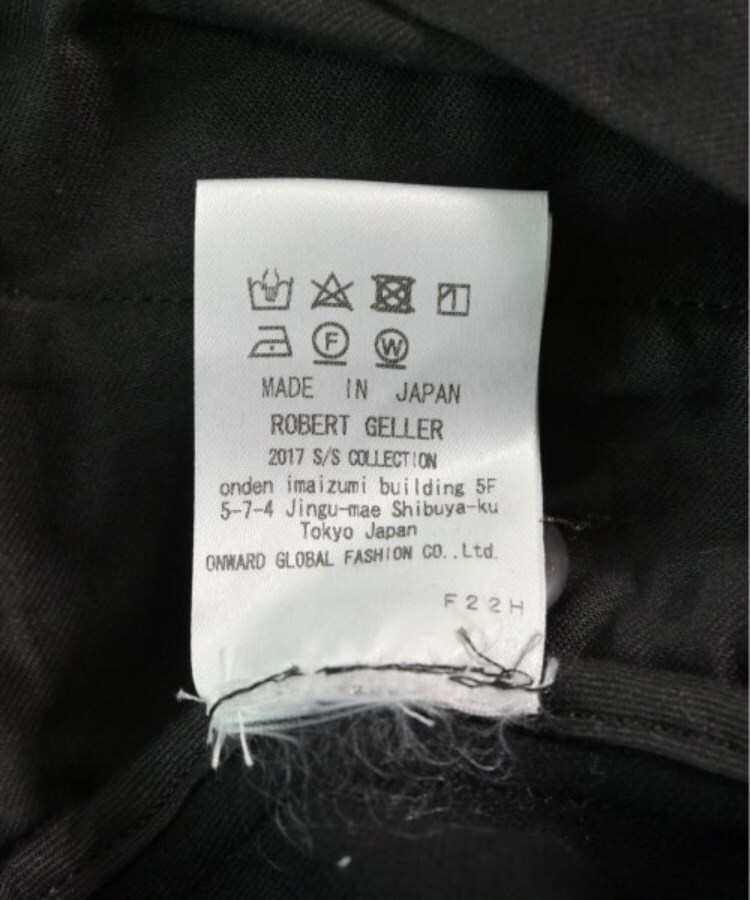 F
W
MADE IN JAPAN
ROBERT GELLER
2017 S/S COLLECTION
onden imaizumi building 5F
5-7-4 Jingu-mae Shibuya-ku
Tokyo Japan
ONWARD GLOBAL FASHION CO.,Ltd.
F22H